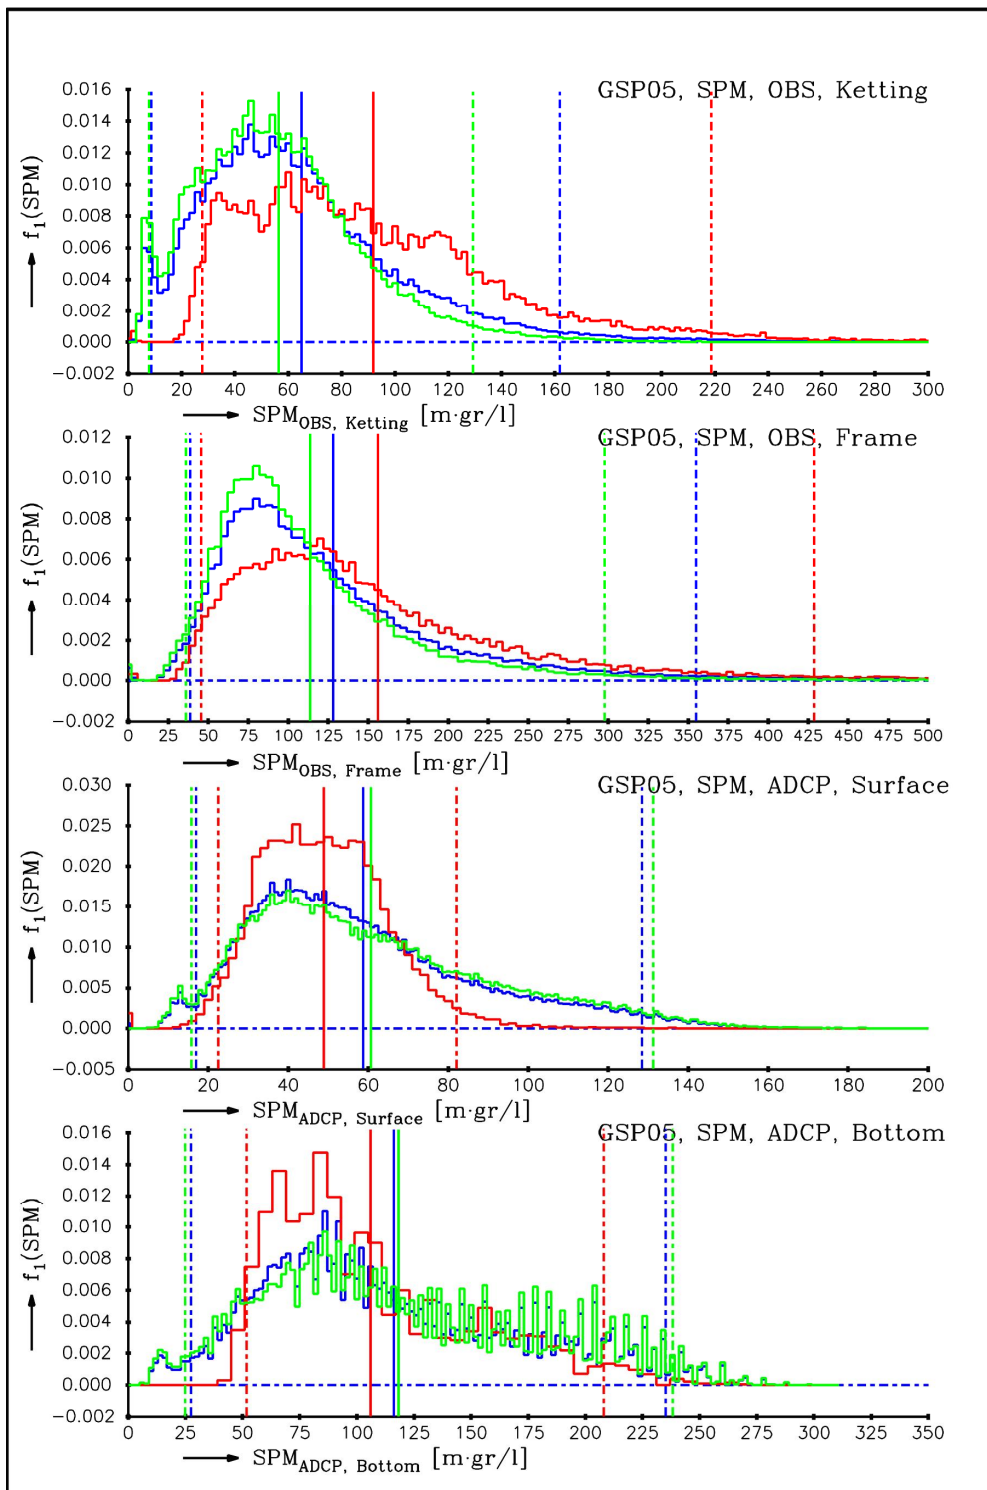 GSP05, SPM, OBS, Ketting
0.016
0.014
0.012
0.010
0.008
0.006
0.004
0.002
0.000
−0.002
f1(SPM)
0 20 40 60 80 100 120 140 160 180 200 220 240 260 280 300
SPMOBS, Ketting [m·gr/l]
GSP05, SPM, OBS, Frame
0.012
0.010
0.008
0.006
0.004
0.002
0.000
−0.002
f1(SPM)
0 25 50 75 100 125 150 175 200 225 250 275 300 325 350 375 400 425 450 475 500
SPMOBS, Frame [m·gr/l]
GSP05, SPM, ADCP, Surface
0.030
0.025
0.020
0.015
0.010
0.005
0.000
−0.005
f1(SPM)
0 20 40 60 80 100 120 140 160 180 200
SPMADCP, Surface [m·gr/l]
GSP05, SPM, ADCP, Bottom
0.016
0.014
0.012
0.010
0.008
0.006
0.004
0.002
0.000
−0.002
f1(SPM)
0 25 50 75 100 125 150 175 200 225 250 275 300 325 350
SPMADCP, Bottom [m·gr/l]